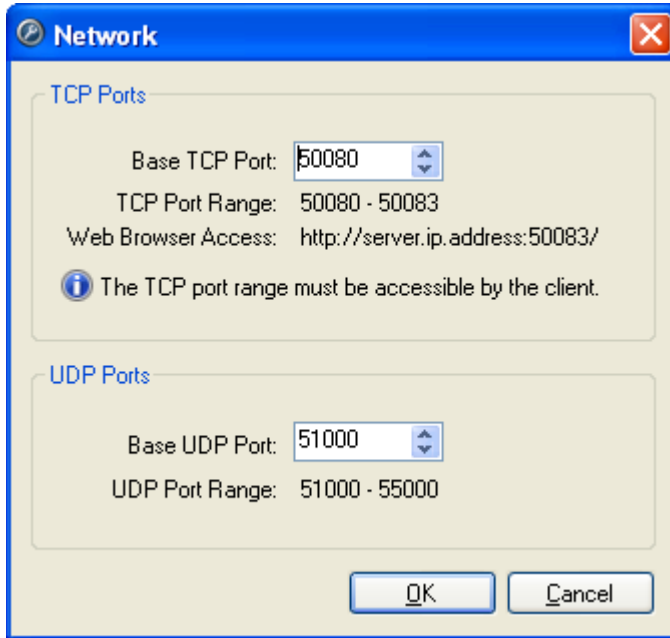 Network
TCP Ports
Base TCP Port: 50080
TCP Port Range: 50080 - 50083
Web Browser Access: http://server.ip.address:50083/
The TCP port range must be accessible by the client.
UDP Ports
Base UDP Port: 51000
UDP Port Range: 51000 - 55000
OK Cancel